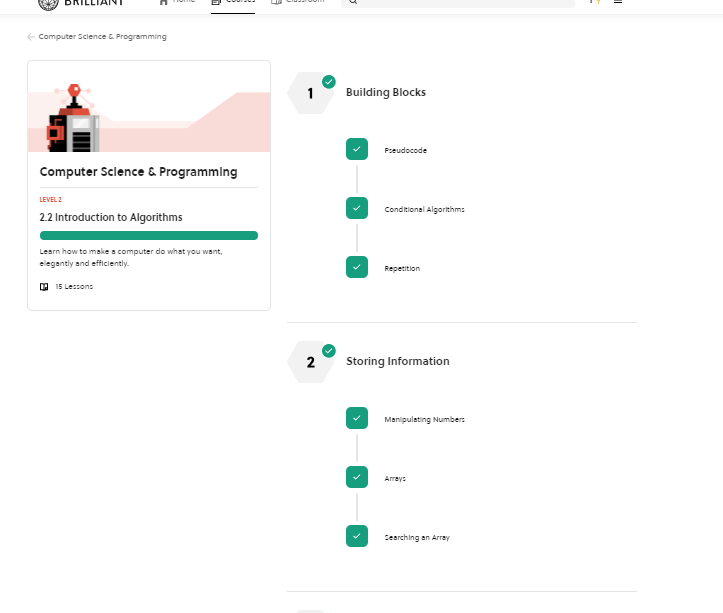 BRILLIANT
Home
Courses
Classroom
Computer Science & Programming
Computer Science & Programming
LEVEL 2
2.2 Introduction to Algorithms
Learn how to make a computer do what you want,
elegantly and efficiently.
15 Lessons
1
Building Blocks
Pseudocode
Conditional Algorithms
Repetition
2
Storing Information
Manipulating Numbers
Arrays
Searching an Array